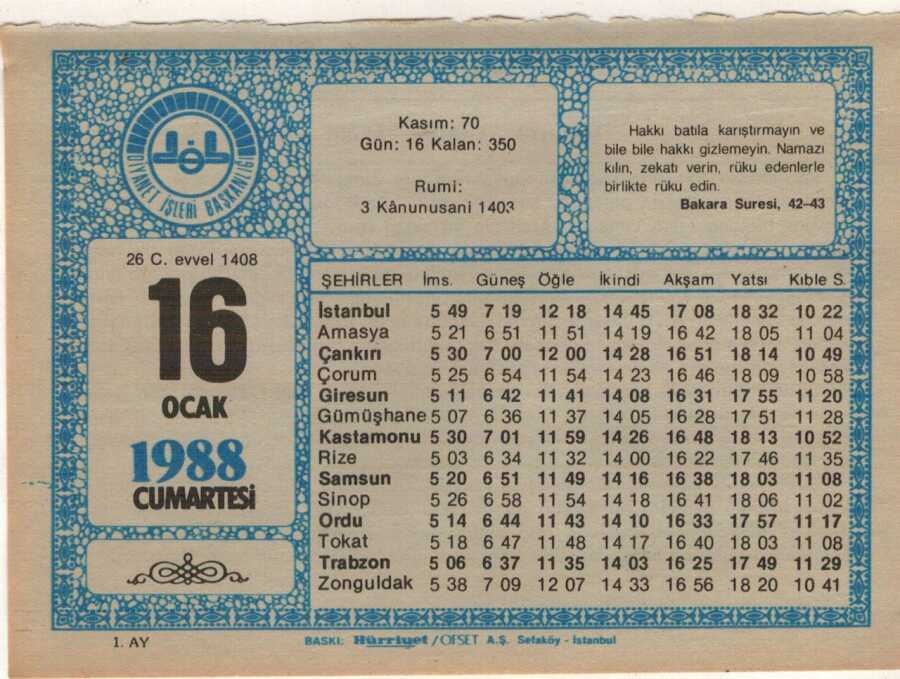 DİYANET İŞLERİ BAŞKANLIĞI
Kasım: 70
Gün: 16 Kalan: 350
Rumi:
3 Kânunusani 1403
Hakkı batıla karıştırmayın ve
bile bile hakkı gizlemeyin. Namazı
kılın, zekatı verin, rüku edenlerle
birlikte rüku edin.
Bakara Suresi, 42–43
26 C. evvel 1408
16
OCAK
1988
CUMARTESİ
ŞEHİRLER İms. Güneş Öğle İkindi Akşam Yatsı Kıble S.
İstanbul 5 49 7 19 12 18 14 45 17 08 18 32 10 22
Amasya 5 21 6 51 11 51 14 19 16 42 18 05 11 04
Çankırı 5 30 7 00 12 00 14 28 16 51 18 14 10 49
Çorum 5 25 6 54 11 54 14 23 16 46 18 09 10 58
Giresun 5 11 6 42 11 41 14 08 16 31 17 55 11 20
Gümüşhane 5 07 6 36 11 37 14 05 16 28 17 51 11 28
Kastamonu 5 30 7 01 11 59 14 26 16 48 18 13 10 52
Rize 5 03 6 34 11 32 14 00 16 22 17 46 11 35
Samsun 5 20 6 51 11 49 14 16 16 38 18 03 11 08
Sinop 5 26 6 58 11 54 14 18 16 41 18 06 11 02
Ordu 5 14 6 44 11 43 14 10 16 33 17 57 11 17
Tokat 5 18 6 47 11 48 14 17 16 40 18 03 11 08
Trabzon 5 06 6 37 11 35 14 03 16 25 17 49 11 29
Zonguldak 5 38 7 09 12 07 14 33 16 56 18 20 10 41
1. AY
BASKI: Hürriyet/OFSET A.Ş. Sefaköy - İstanbul